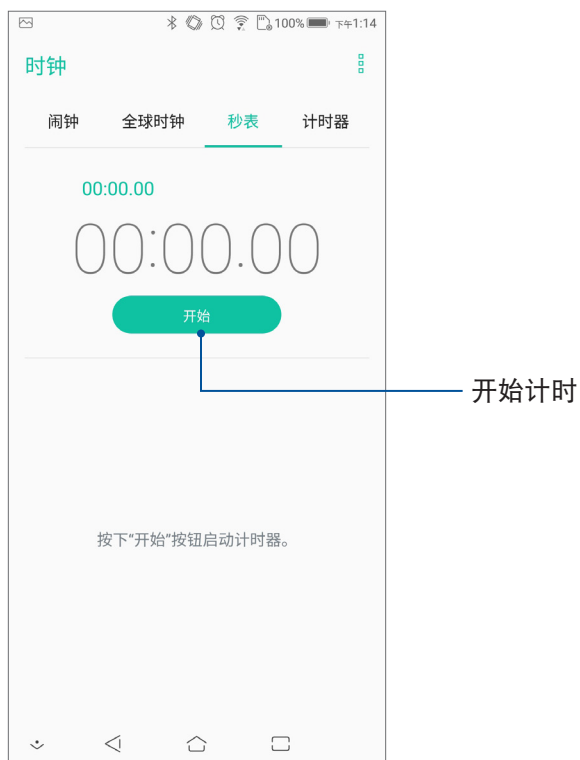 100% 下午1:14
时钟
闹钟 全球时钟 秒表 计时器
00:00.00
00:00.00
开始
开始计时
按下“开始”按钮启动计时器。